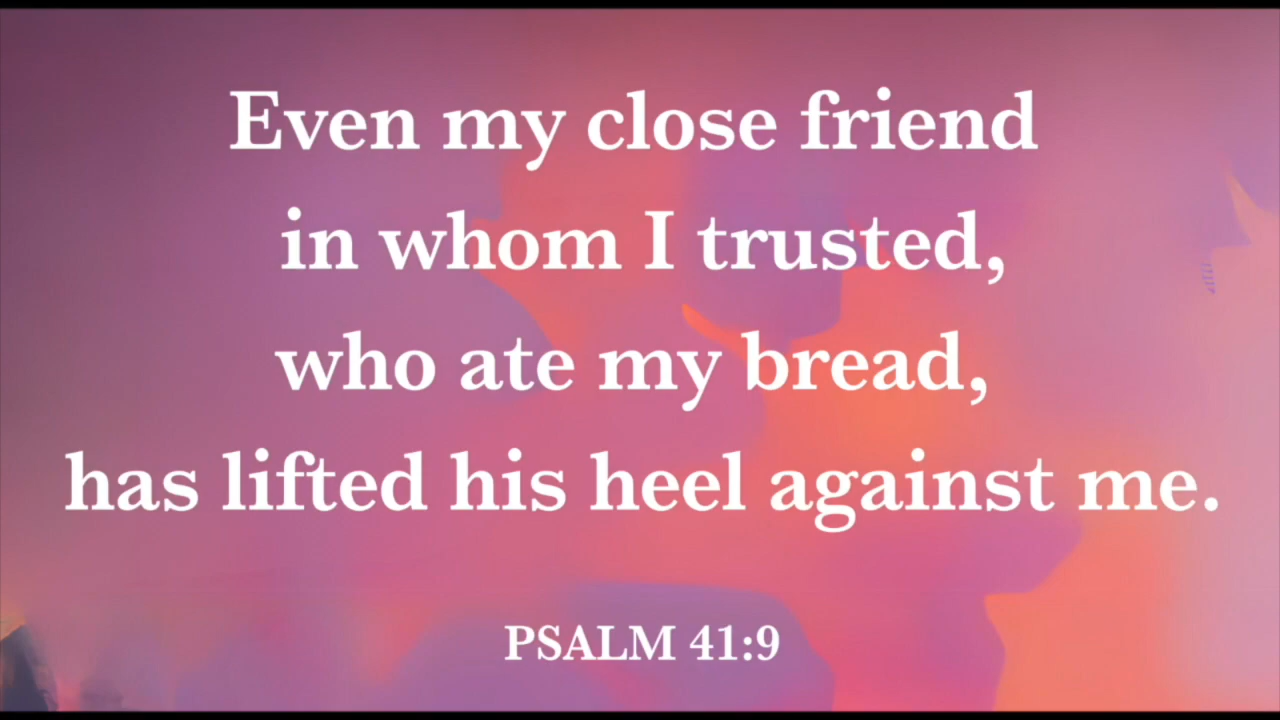 Even my close friend
in whom I trusted,
who ate my bread,
has lifted his heel against me.
PSALM 41:9